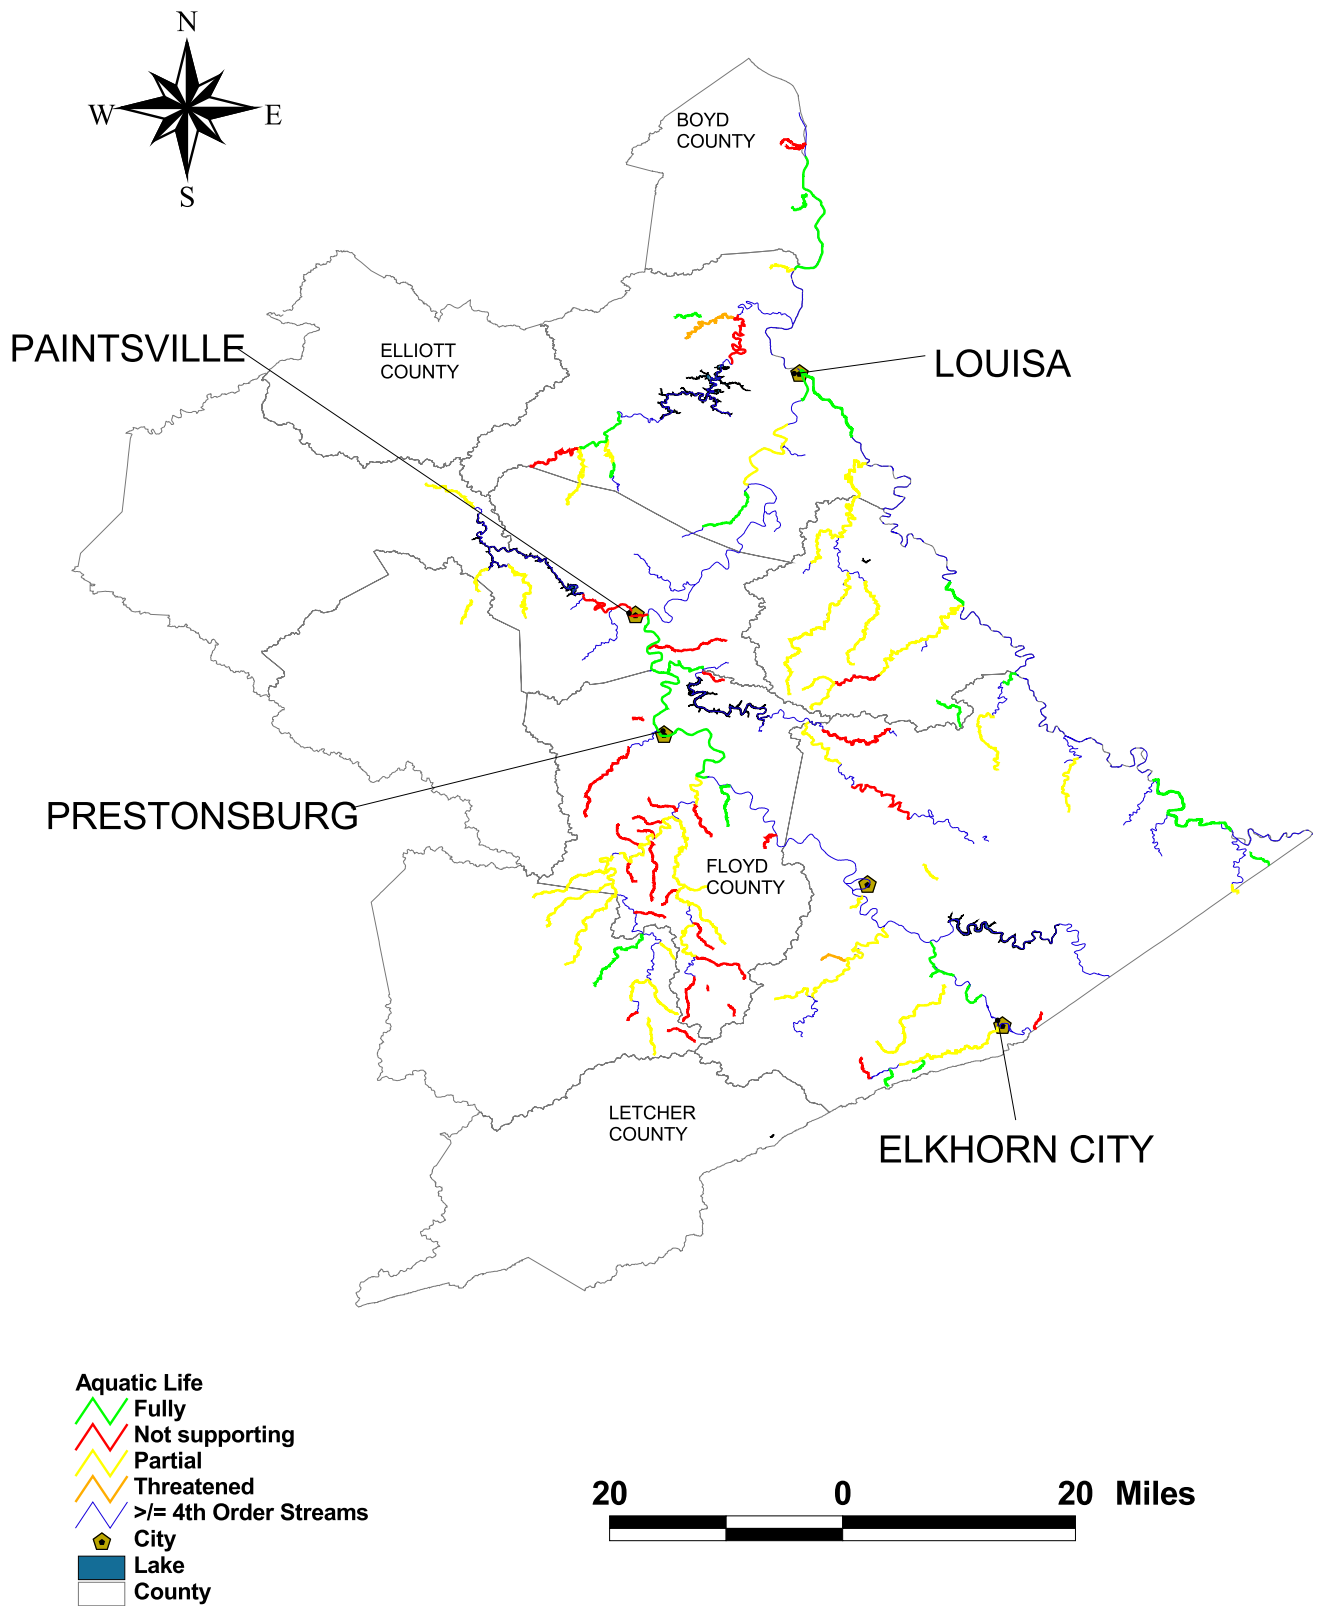 N
W
E
S
BOYD
COUNTY
PAINTSVILLE
ELLIOTT
COUNTY
LOUISA
PRESTONSBURG
FLOYD
COUNTY
LETCHER
COUNTY
ELKHORN CITY
Aquatic Life
Fully
Not supporting
Partial
Threatened
>/= 4th Order Streams
City
Lake
County
20 0 20 Miles